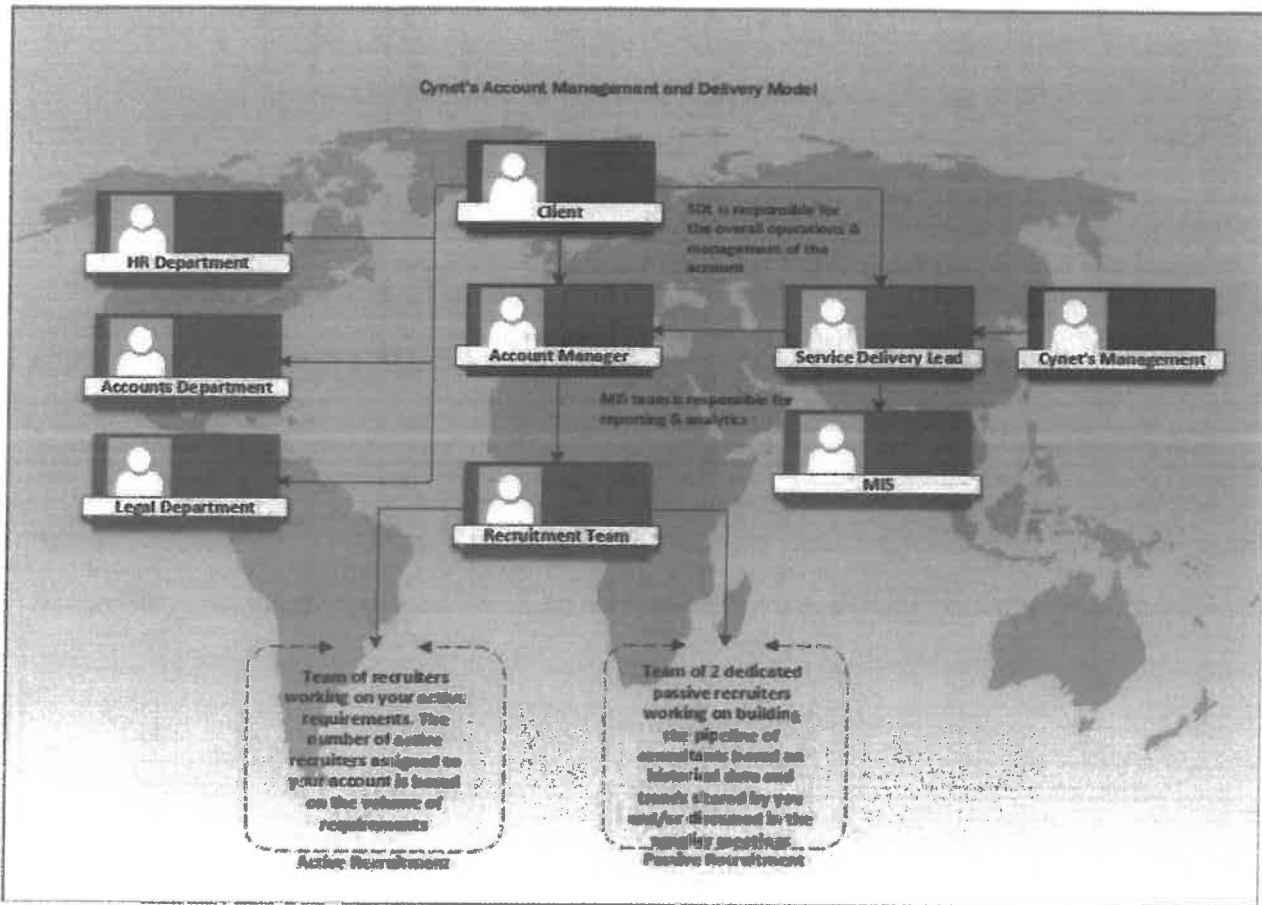 Cynet's Account Management and Delivery Model
Client
SDL is responsible for
the overall operations &
management of the
account
HR Department
Account Manager
Service Delivery Lead
Cynet's Management
Accounts Department
MIS team is responsible for
reporting & analytics
MIS
Legal Department
Recruitment Team
Team of recruiters
working on your active
requirements. The
number of active
recruiters assigned to
your account is based
on the volume of
requirements
Active Recruitment
Team of 2 dedicated
passive recruiters
working on building
the pipeline of
consultants based on
historical data and
trends shared by you
and/or discussed in the
supplier meetings
Passive Recruitment